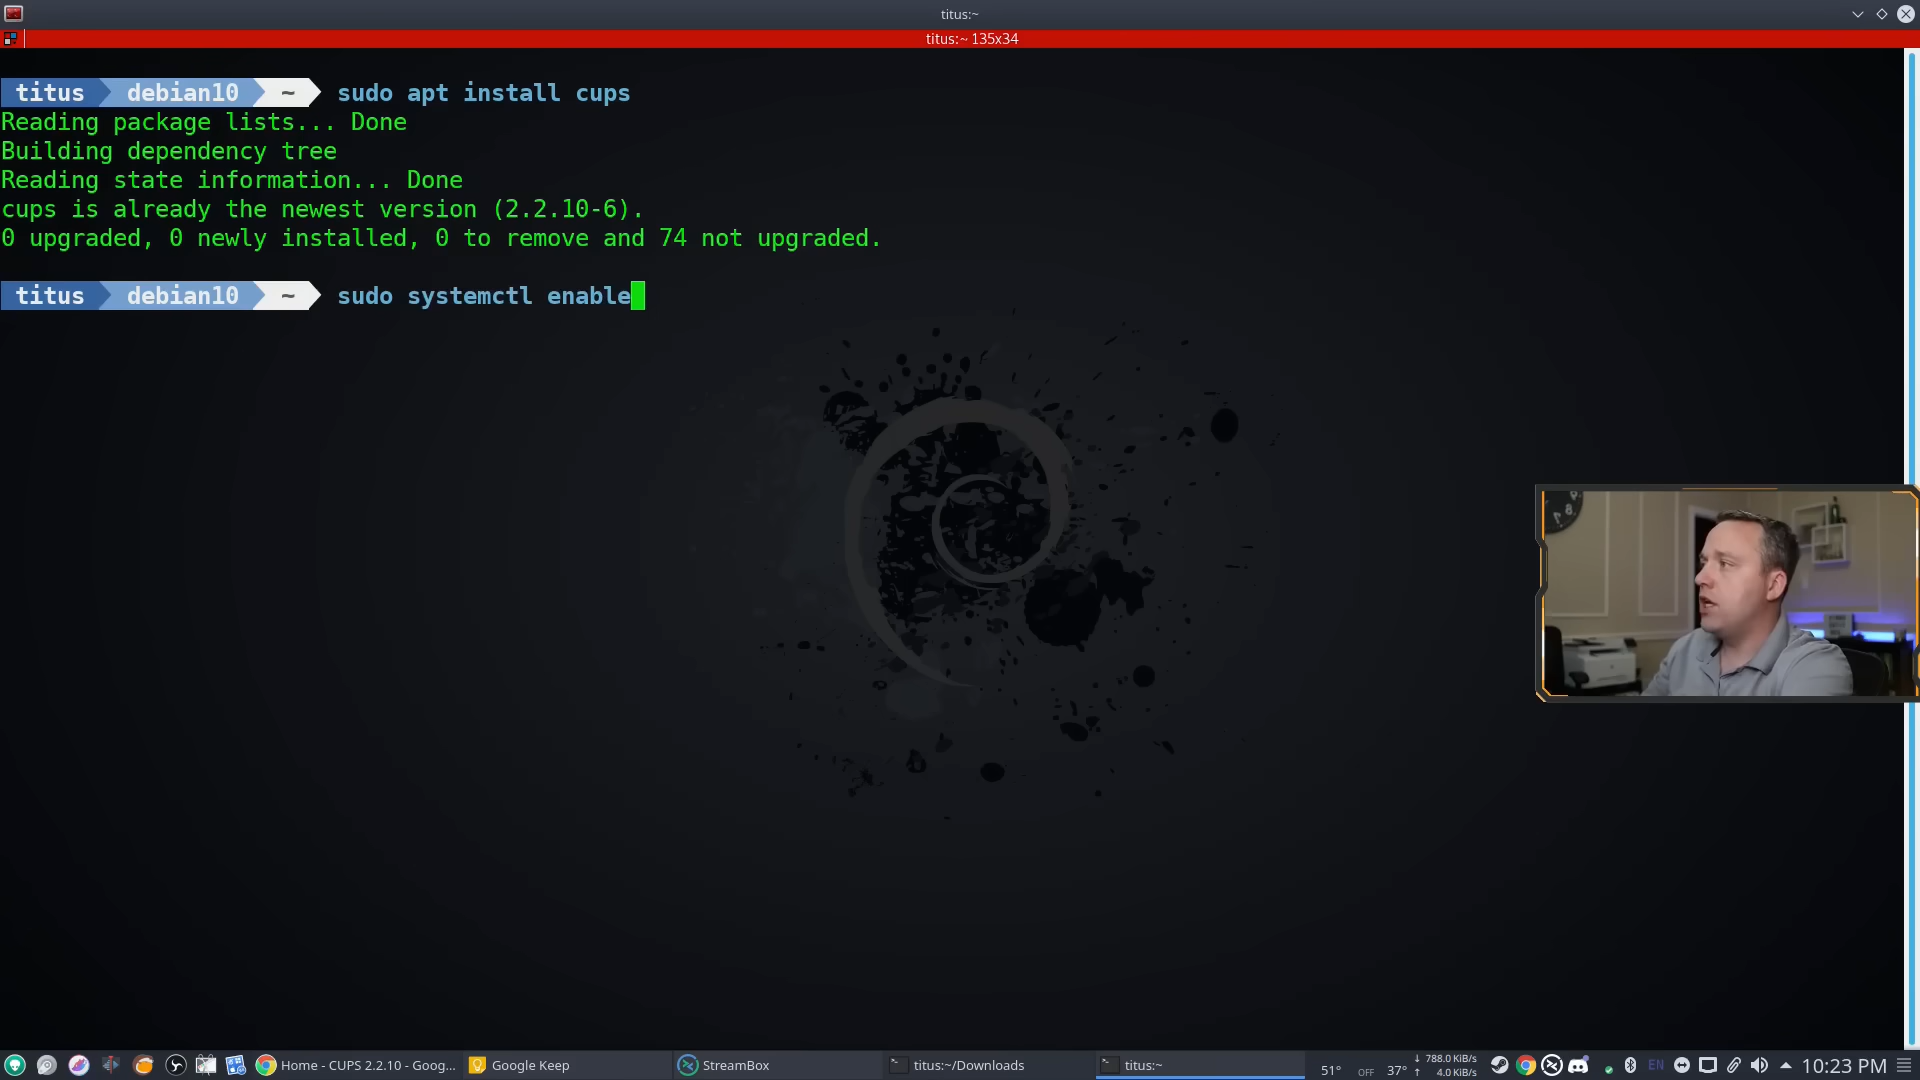 titus:~
titus:~ 135x34
titus debian10 ~ sudo apt install cups
Reading package lists... Done
Building dependency tree
Reading state information... Done
cups is already the newest version (2.2.10-6).
0 upgraded, 0 newly installed, 0 to remove and 74 not upgraded.
titus debian10 ~ sudo systemctl enable
Home - CUPS 2.2.10 - Goog...
Google Keep
StreamBox
titus:~/Downloads
titus:~
51° OFF 37°
↓ 788.0 KiB/s
↑ 4.0 KiB/s
EN
10:23 PM